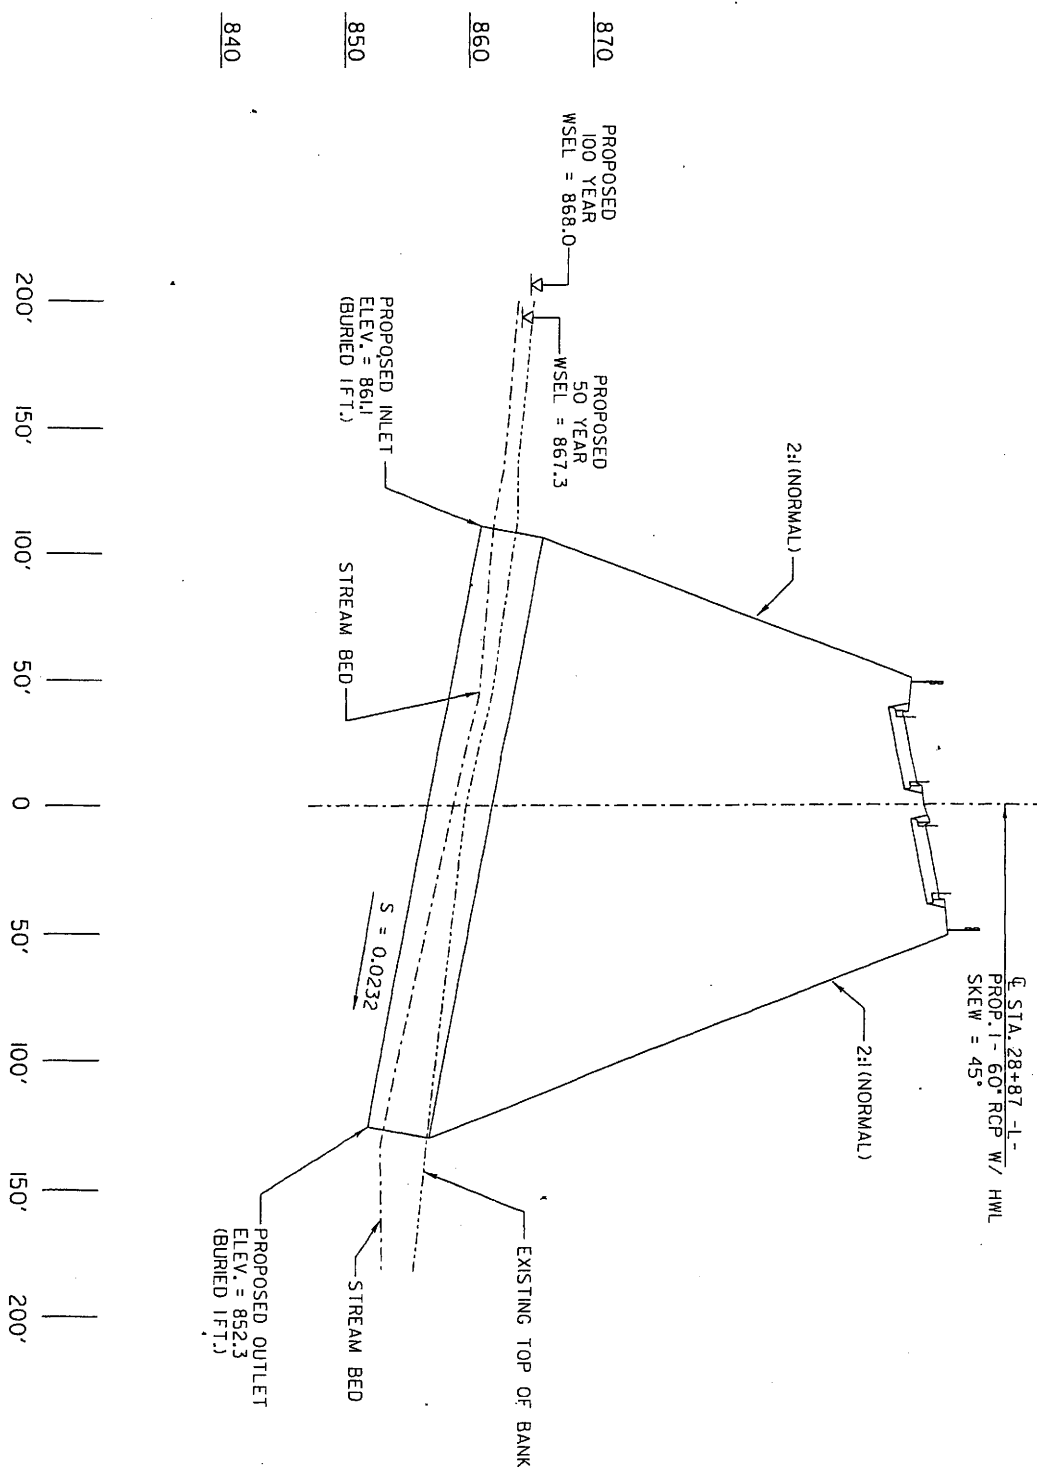 ℄ STA. 28+87 -L-
PROP. 1- 60" RCP W/ HWL
SKEW = 45°
2:1(NORMAL)
2:1(NORMAL)
870
860
850
840
PROPOSED
100 YEAR
WSEL = 868.0
PROPOSED
50 YEAR
WSEL = 867.3
PROPOSED INLET
ELEV. = 861.1
(BURIED 1FT.)
STREAM BED
S = 0.0232
EXISTING TOP OF BANK
STREAM BED
PROPOSED OUTLET
ELEV. = 852.3
(BURIED 1FT.)
200'
150'
100'
50'
0
50'
100'
150'
200'